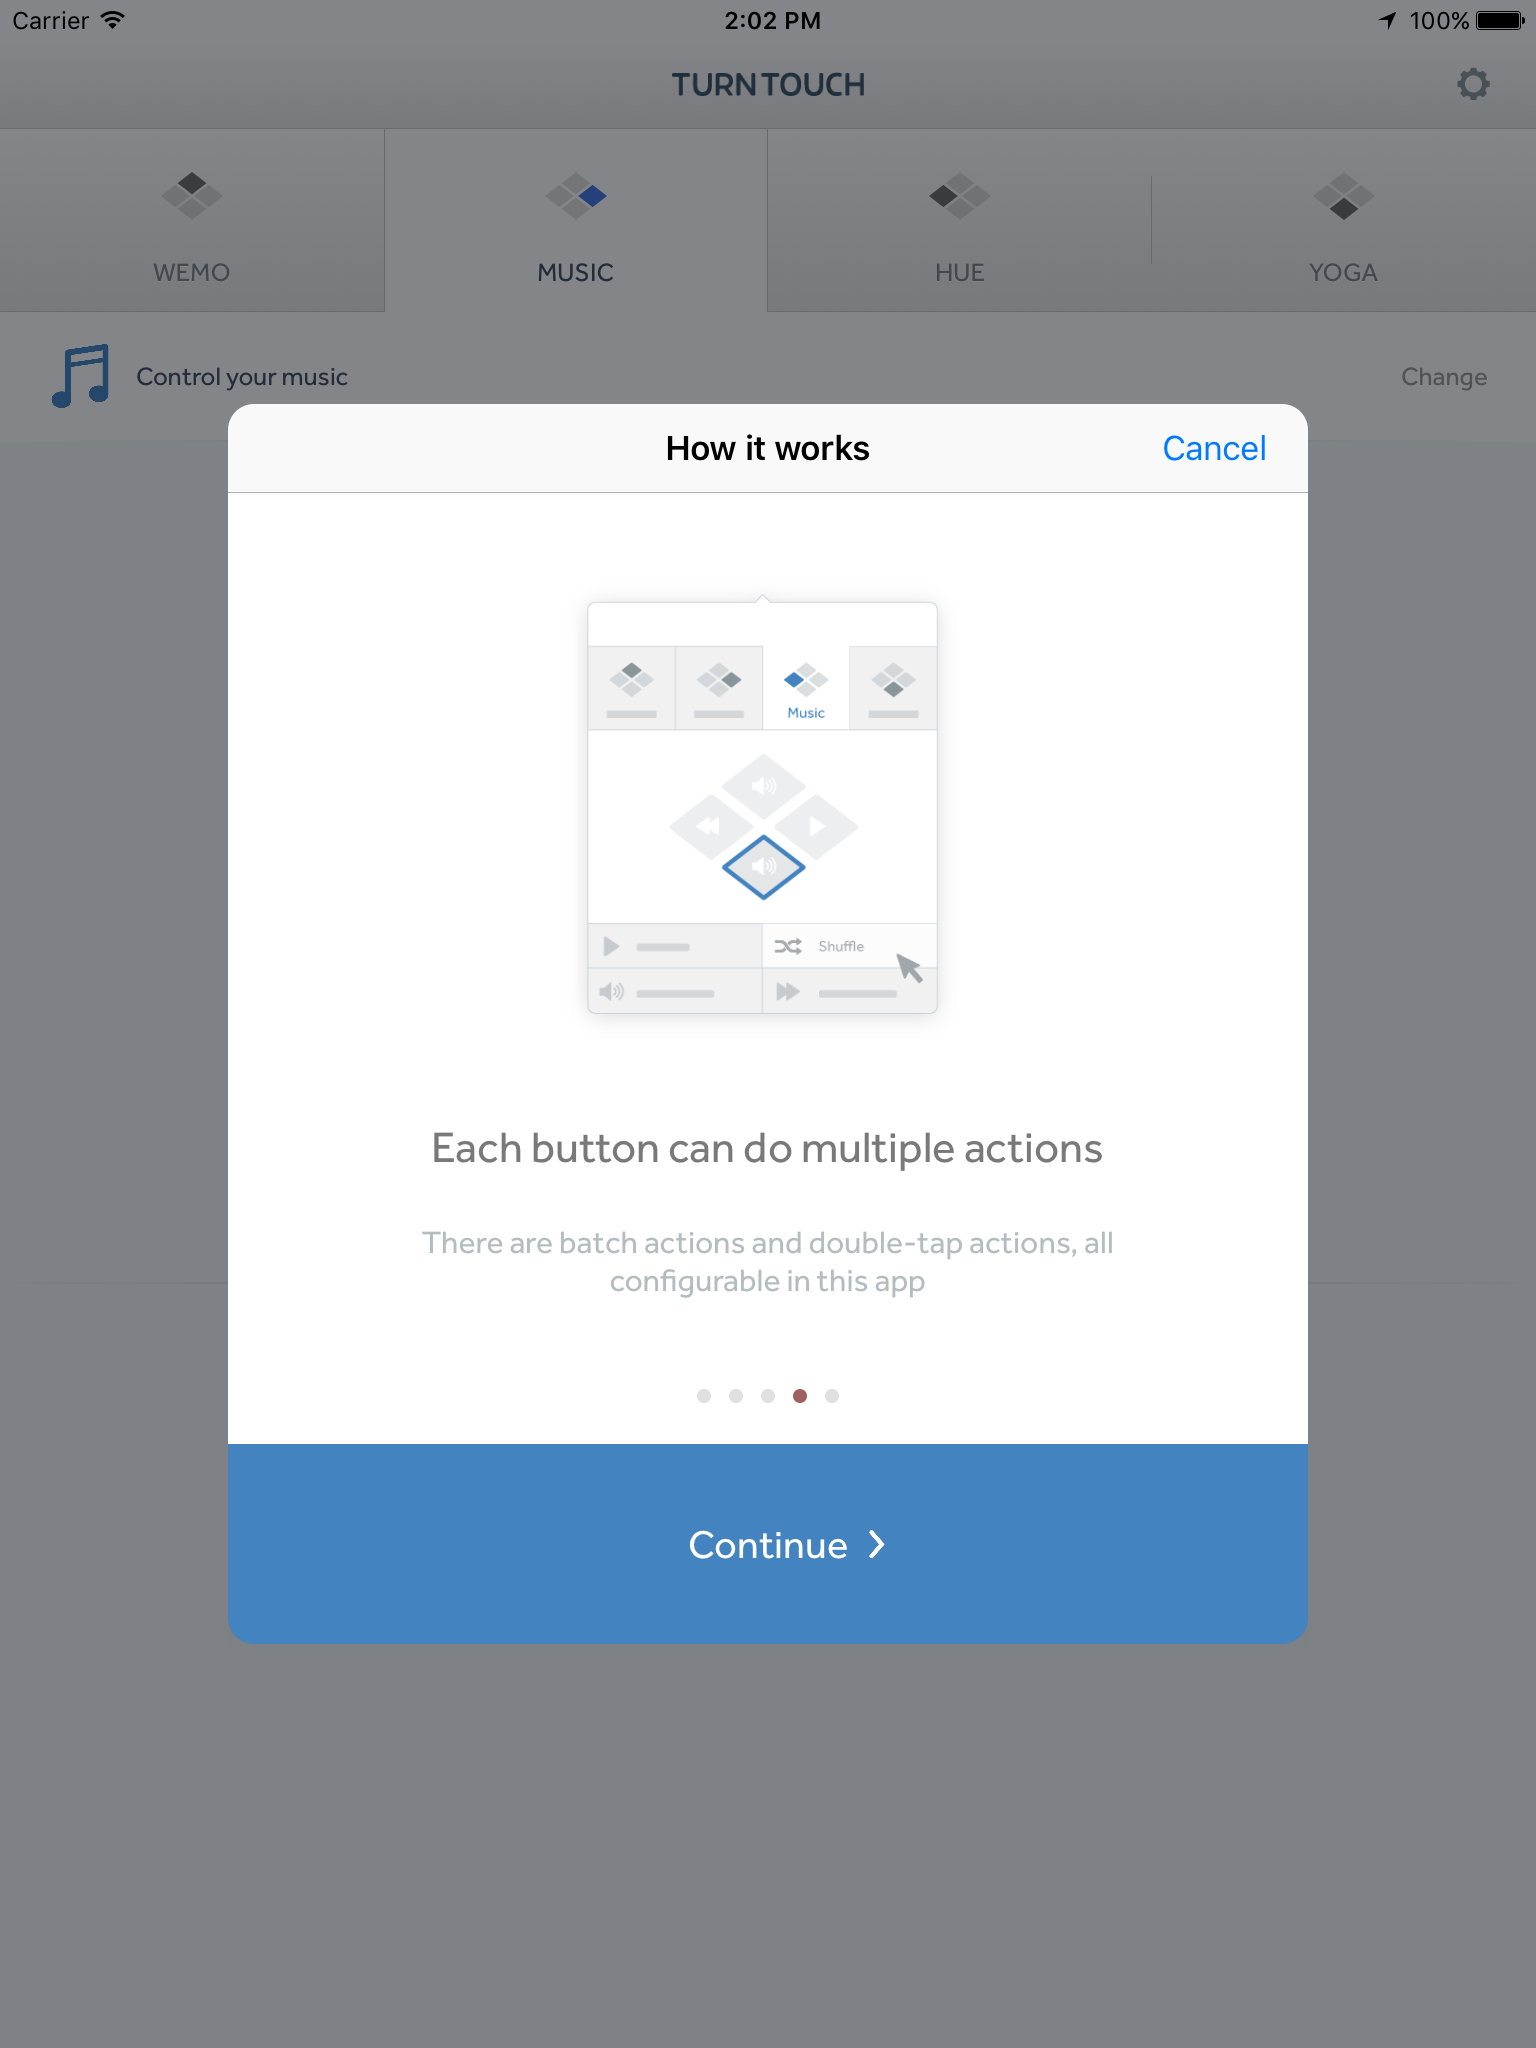 Carrier 2:02 PM 100%
TURN TOUCH
WEMO MUSIC HUE YOGA
Control your music Change
How it works Cancel
Music
Shuffle
Each button can do multiple actions
There are batch actions and double-tap actions, all
configurable in this app
Continue